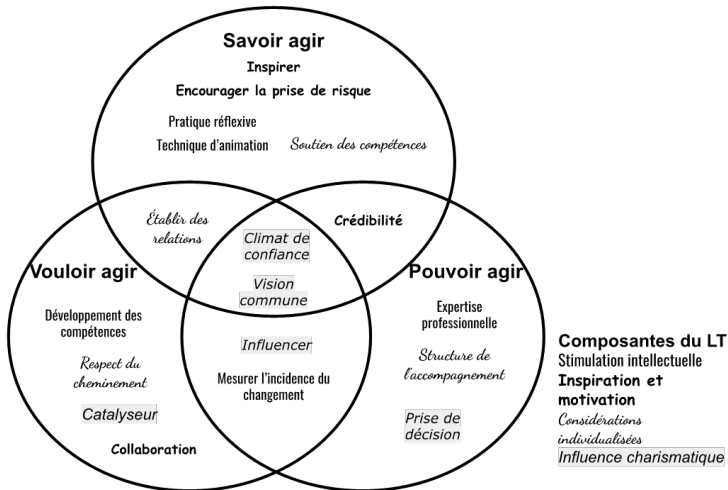 Savoir agir
Inspirer
Encourager la prise de risque
Pratique réflexive
Technique d'animation
Soutien des compétences
Établir des
relations
Climat de
confiance
Vision
commune
Crédibilité
Vouloir agir
Développement des
compétences
Respect du
cheminement
Catalyseur
Collaboration
Influencer
Mesurer l'incidence du
changement
Pouvoir agir
Expertise
professionnelle
Structure de
l'accompagnement
Prise de
décision
Composantes du LT
Stimulation intellectuelle
Inspiration et
motivation
Considérations
individualisées
Influence charismatique